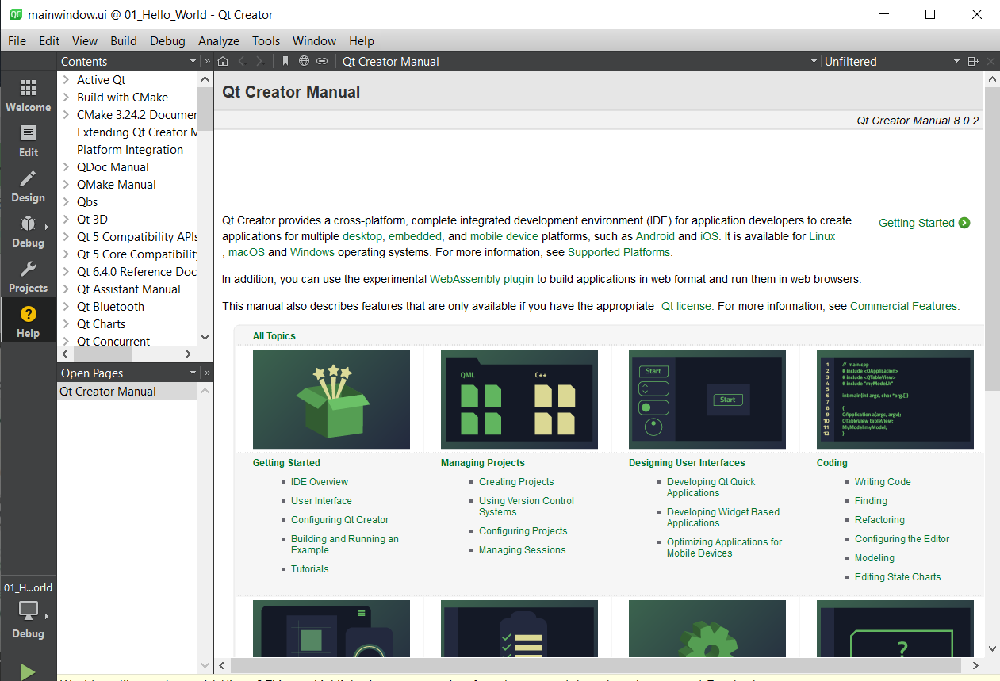 QC mainwindow.ui @ 01_Hello_World - Qt Creator
File Edit View Build Debug Analyze Tools Window Help
Contents
Qt Creator Manual
Unfiltered
Welcome
Edit
Design
Debug
Projects
Help
01_H...orld
Debug
Active Qt
Build with CMake
CMake 3.24.2 Documen
Extending Qt Creator M
Platform Integration
QDoc Manual
QMake Manual
Qbs
Qt 3D
Qt 5 Compatibility APIs
Qt 5 Core Compatibilit
Qt 6.4.0 Reference Doc
Qt Assistant Manual
Qt Bluetooth
Qt Charts
Qt Concurrent
Open Pages
Qt Creator Manual
Qt Creator Manual
Qt Creator Manual 8.0.2
Qt Creator provides a cross-platform, complete integrated development environment (IDE) for application developers to create
applications for multiple desktop, embedded, and mobile device platforms, such as Android and iOS. It is available for Linux
, macOS and Windows operating systems. For more information, see Supported Platforms.
Getting Started
In addition, you can use the experimental WebAssembly plugin to build applications in web format and run them in web browsers.
This manual also describes features that are only available if you have the appropriate Qt license. For more information, see Commercial Features.
All Topics
QML C++
Start
Start
1 // main.cpp
2 # include <QApplication>
3 # include <QTableView>
4 # include "myModel.h"
5
6 int main(int argc, char *arg.[])
7
8 {
9 QApplication a(argc, argv);
10 QTableView tableView;
11 MyModel myModel;
12 }
Getting Started
IDE Overview
User Interface
Configuring Qt Creator
Building and Running an
Example
Tutorials
Managing Projects
Creating Projects
Using Version Control
Systems
Configuring Projects
Managing Sessions
Designing User Interfaces
Developing Qt Quick
Applications
Developing Widget Based
Applications
Optimizing Applications for
Mobile Devices
Coding
Writing Code
Finding
Refactoring
Configuring the Editor
Modeling
Editing State Charts
?